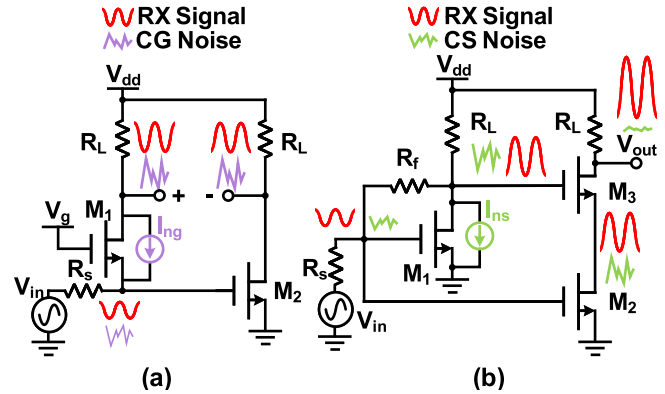 RX Signal
CG Noise
V_dd
R_L
R_L
+
-
V_g
M_1
I_ng
R_s
V_in
M_2
(a)
RX Signal
CS Noise
V_dd
R_L
R_L
V_out
R_f
M_3
I_ns
R_s
M_1
V_in
M_2
(b)